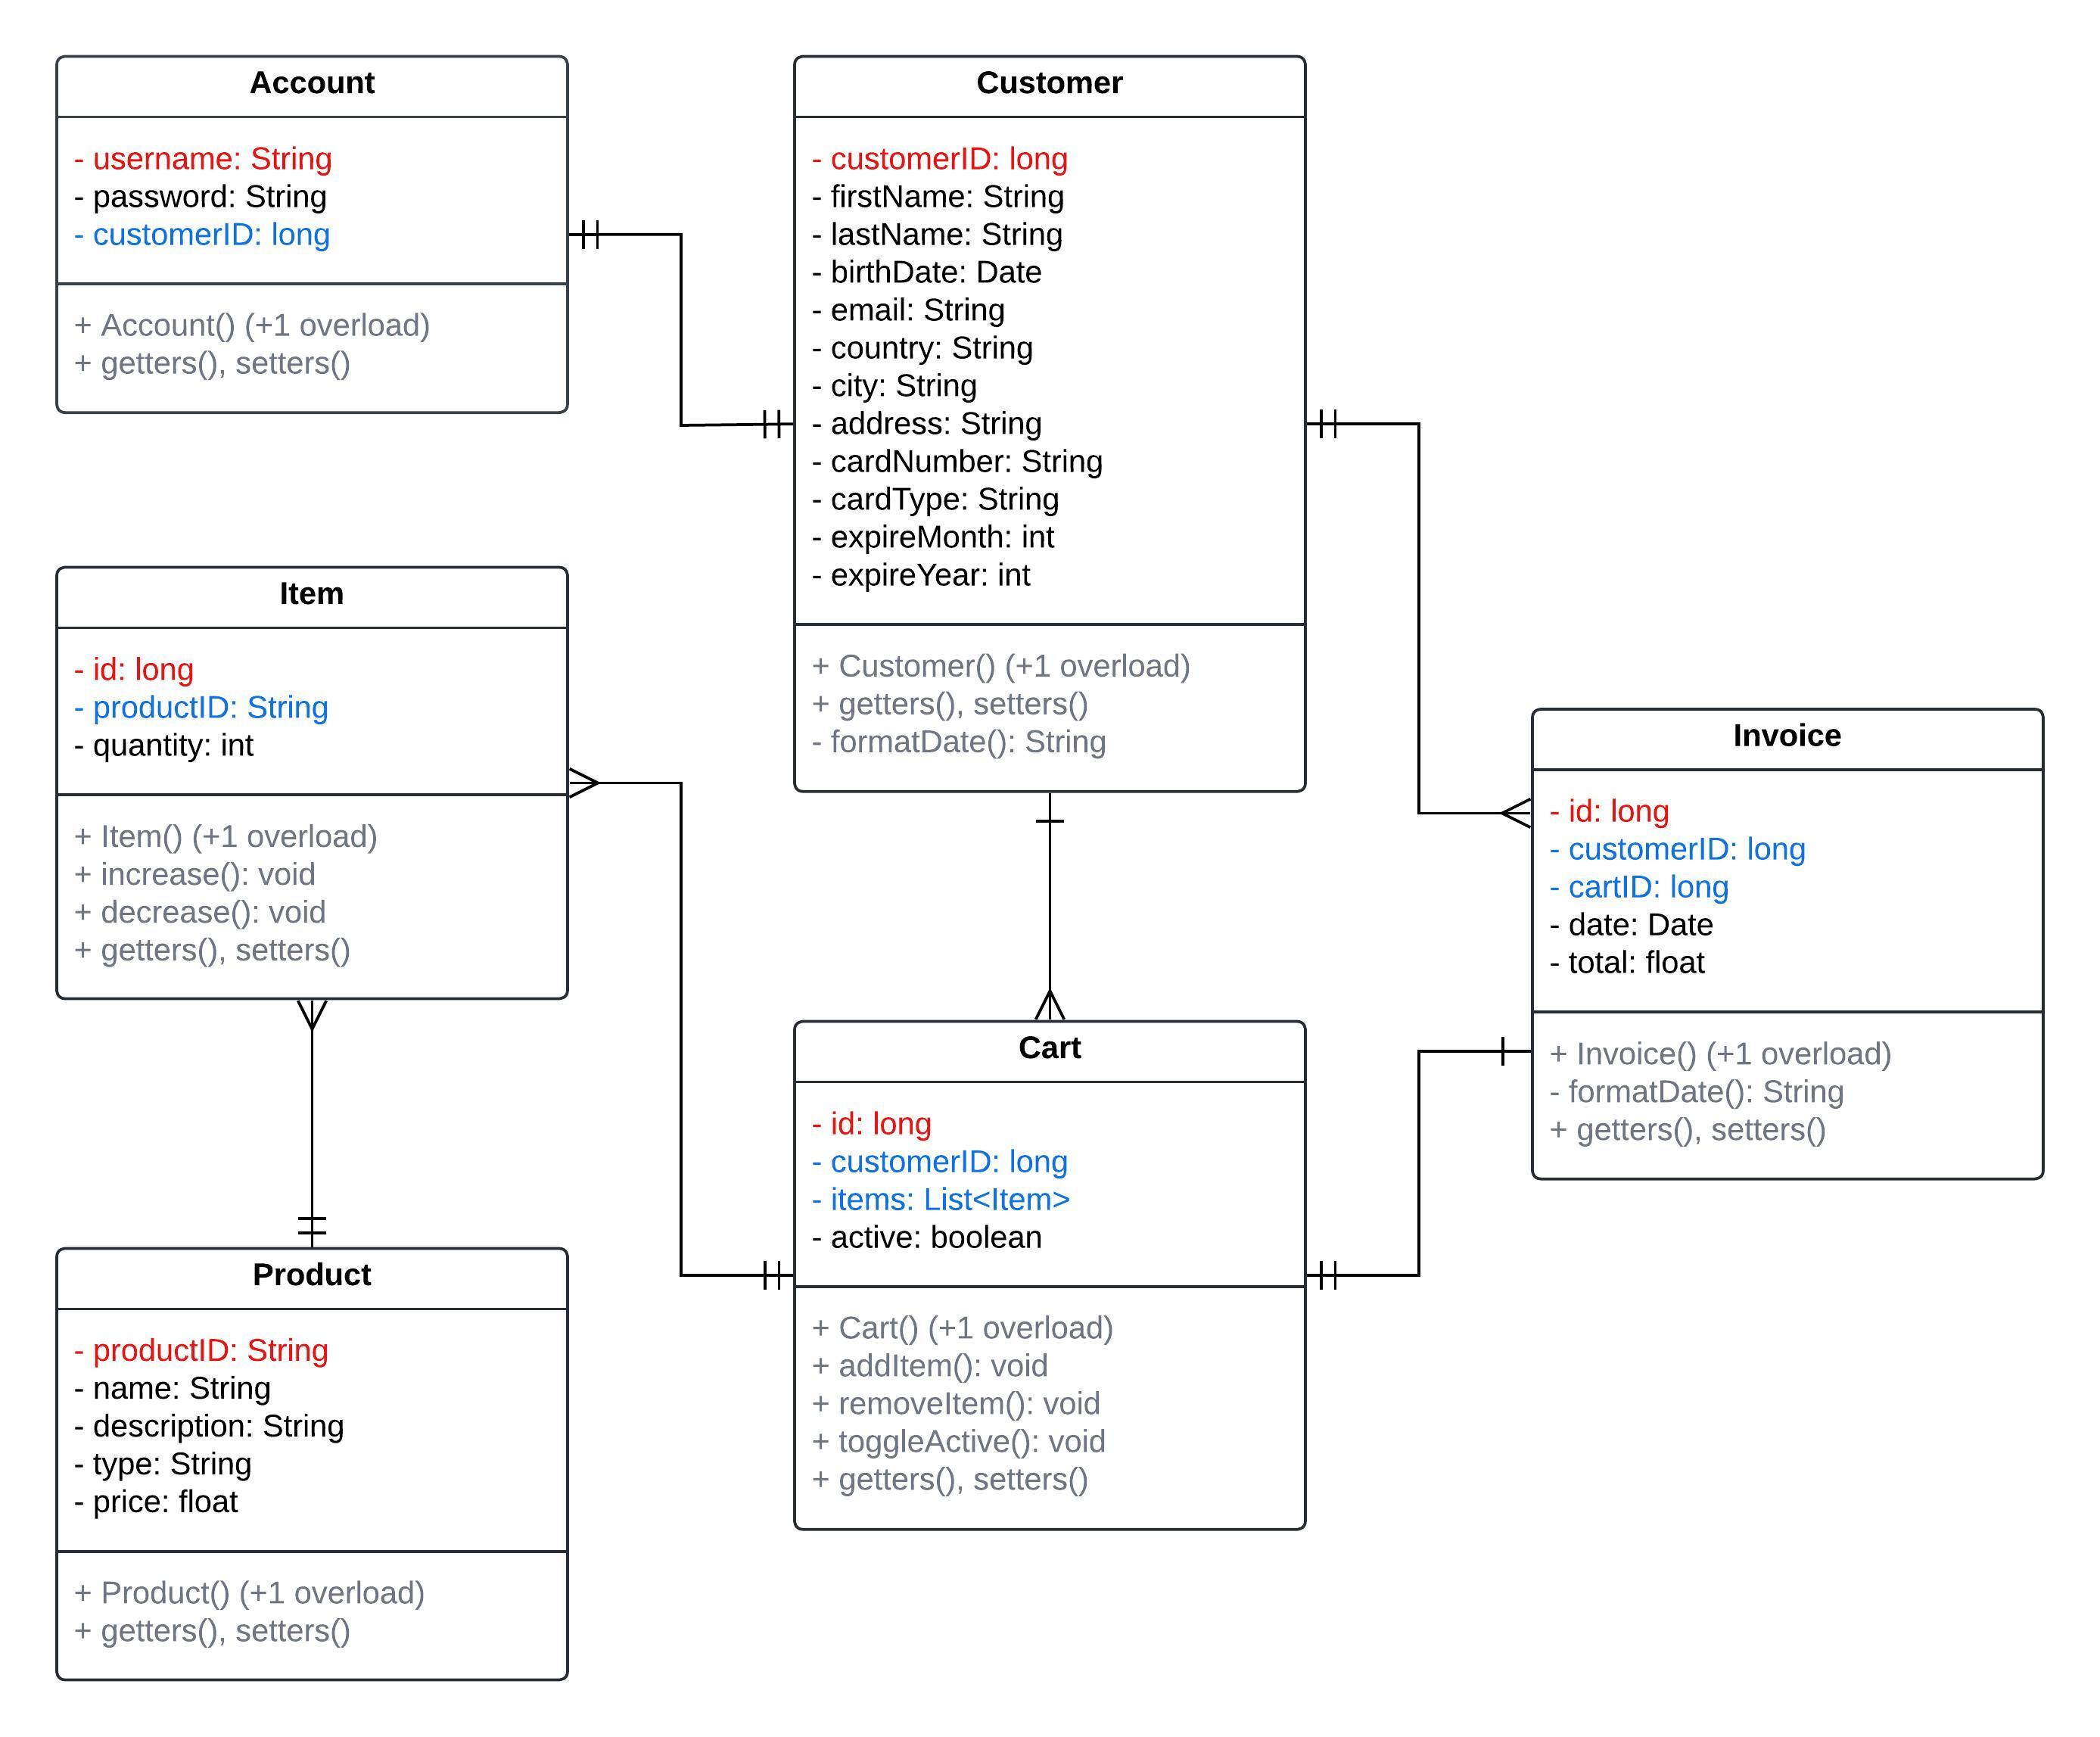 Account
- username: String
- password: String
- customerID: long
+ Account() (+1 overload)
+ getters(), setters()
Customer
- customerID: long
- firstName: String
- lastName: String
- birthDate: Date
- email: String
- country: String
- city: String
- address: String
- cardNumber: String
- cardType: String
- expireMonth: int
- expireYear: int
+ Customer() (+1 overload)
+ getters(), setters()
- formatDate(): String
Item
- id: long
- productID: String
- quantity: int
+ Item() (+1 overload)
+ increase(): void
+ decrease(): void
+ getters(), setters()
Invoice
- id: long
- customerID: long
- cartID: long
- date: Date
- total: float
+ Invoice() (+1 overload)
- formatDate(): String
+ getters(), setters()
Cart
- id: long
- customerID: long
- items: List<Item>
- active: boolean
+ Cart() (+1 overload)
+ addItem(): void
+ removeItem(): void
+ toggleActive(): void
+ getters(), setters()
Product
- productID: String
- name: String
- description: String
- type: String
- price: float
+ Product() (+1 overload)
+ getters(), setters()